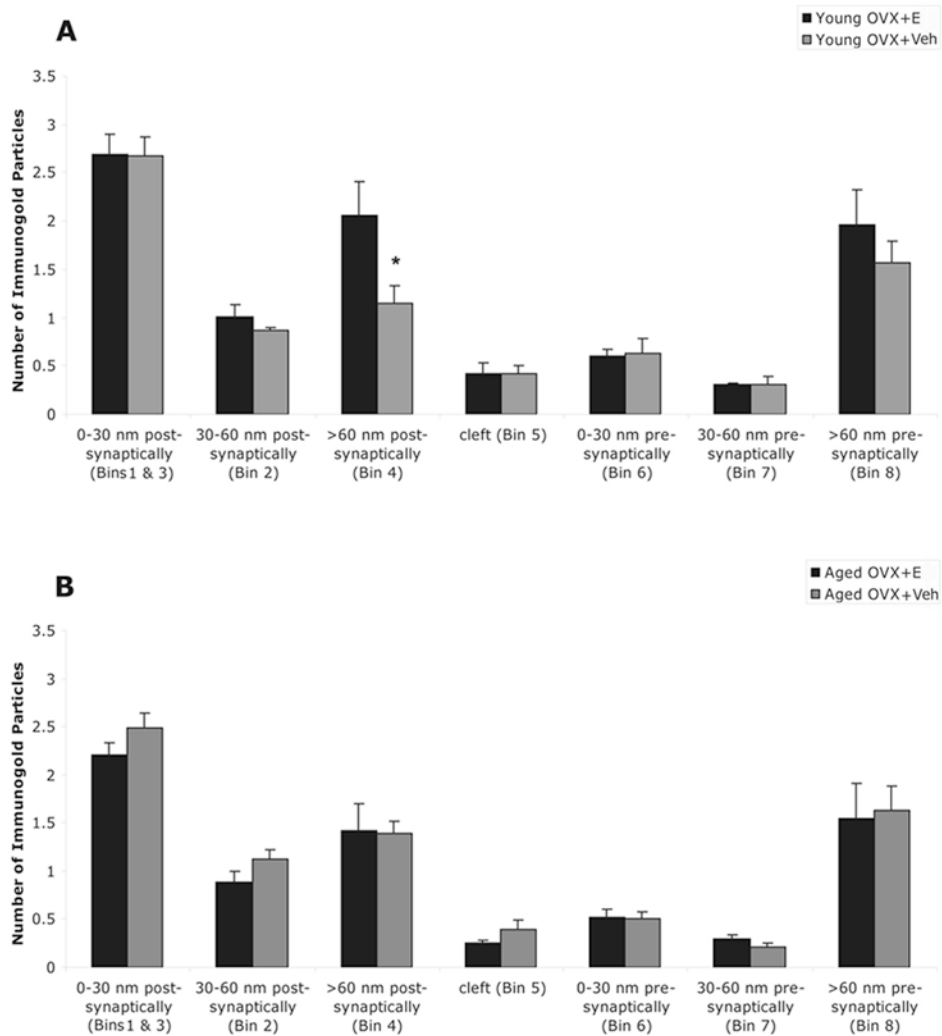 A
Young OVX+E
Young OVX+Veh
Number of Immunogold Particles
3.5
3
2.5
2
1.5
1
0.5
0
*
0-30 nm post-
synaptically
(Bins1 & 3)
30-60 nm post-
synaptically
(Bin 2)
>60 nm post-
synaptically
(Bin 4)
cleft (Bin 5)
0-30 nm pre-
synaptically
(Bin 6)
30-60 nm pre-
synaptically
(Bin 7)
>60 nm pre-
synaptically
(Bin 8)
B
Aged OVX+E
Aged OVX+Veh
Number of Immunogold Particles
3.5
3
2.5
2
1.5
1
0.5
0
0-30 nm post-
synaptically
(Bins1 & 3)
30-60 nm post-
synaptically
(Bin 2)
>60 nm post-
synaptically
(Bin 4)
cleft (Bin 5)
0-30 nm pre-
synaptically
(Bin 6)
30-60 nm pre-
synaptically
(Bin 7)
>60 nm pre-
synaptically
(Bin 8)